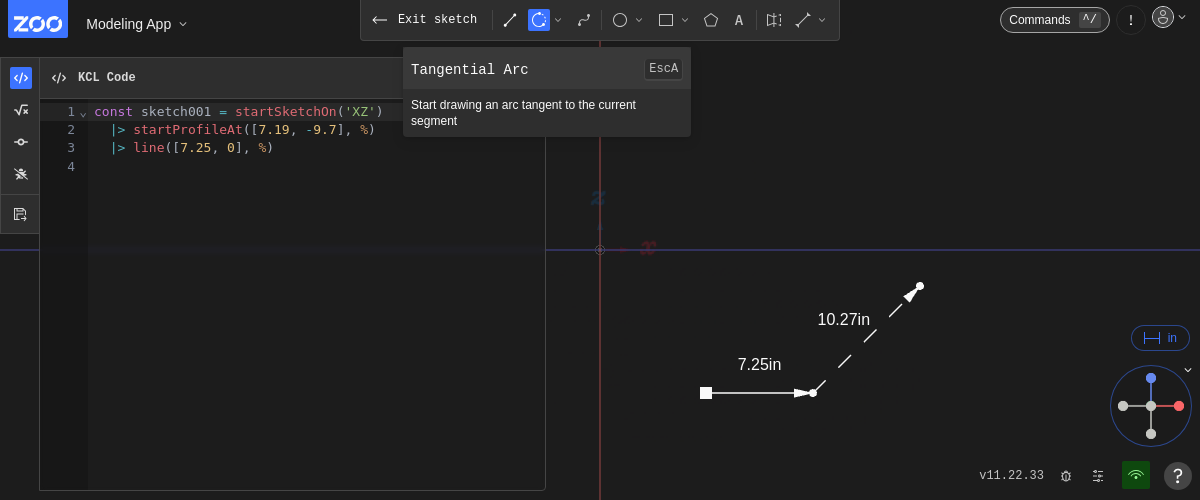 ZOO
Modeling App
Exit sketch
A
Commands ^/
!
Tangential Arc EscA
Start drawing an arc tangent to the current
segment
KCL Code
1 const sketch001 = startSketchOn('XZ')
2 |> startProfileAt([7.19, -9.7], %)
3 |> line([7.25, 0], %)
4
z
x
10.27in
7.25in
in
v11.22.33
?